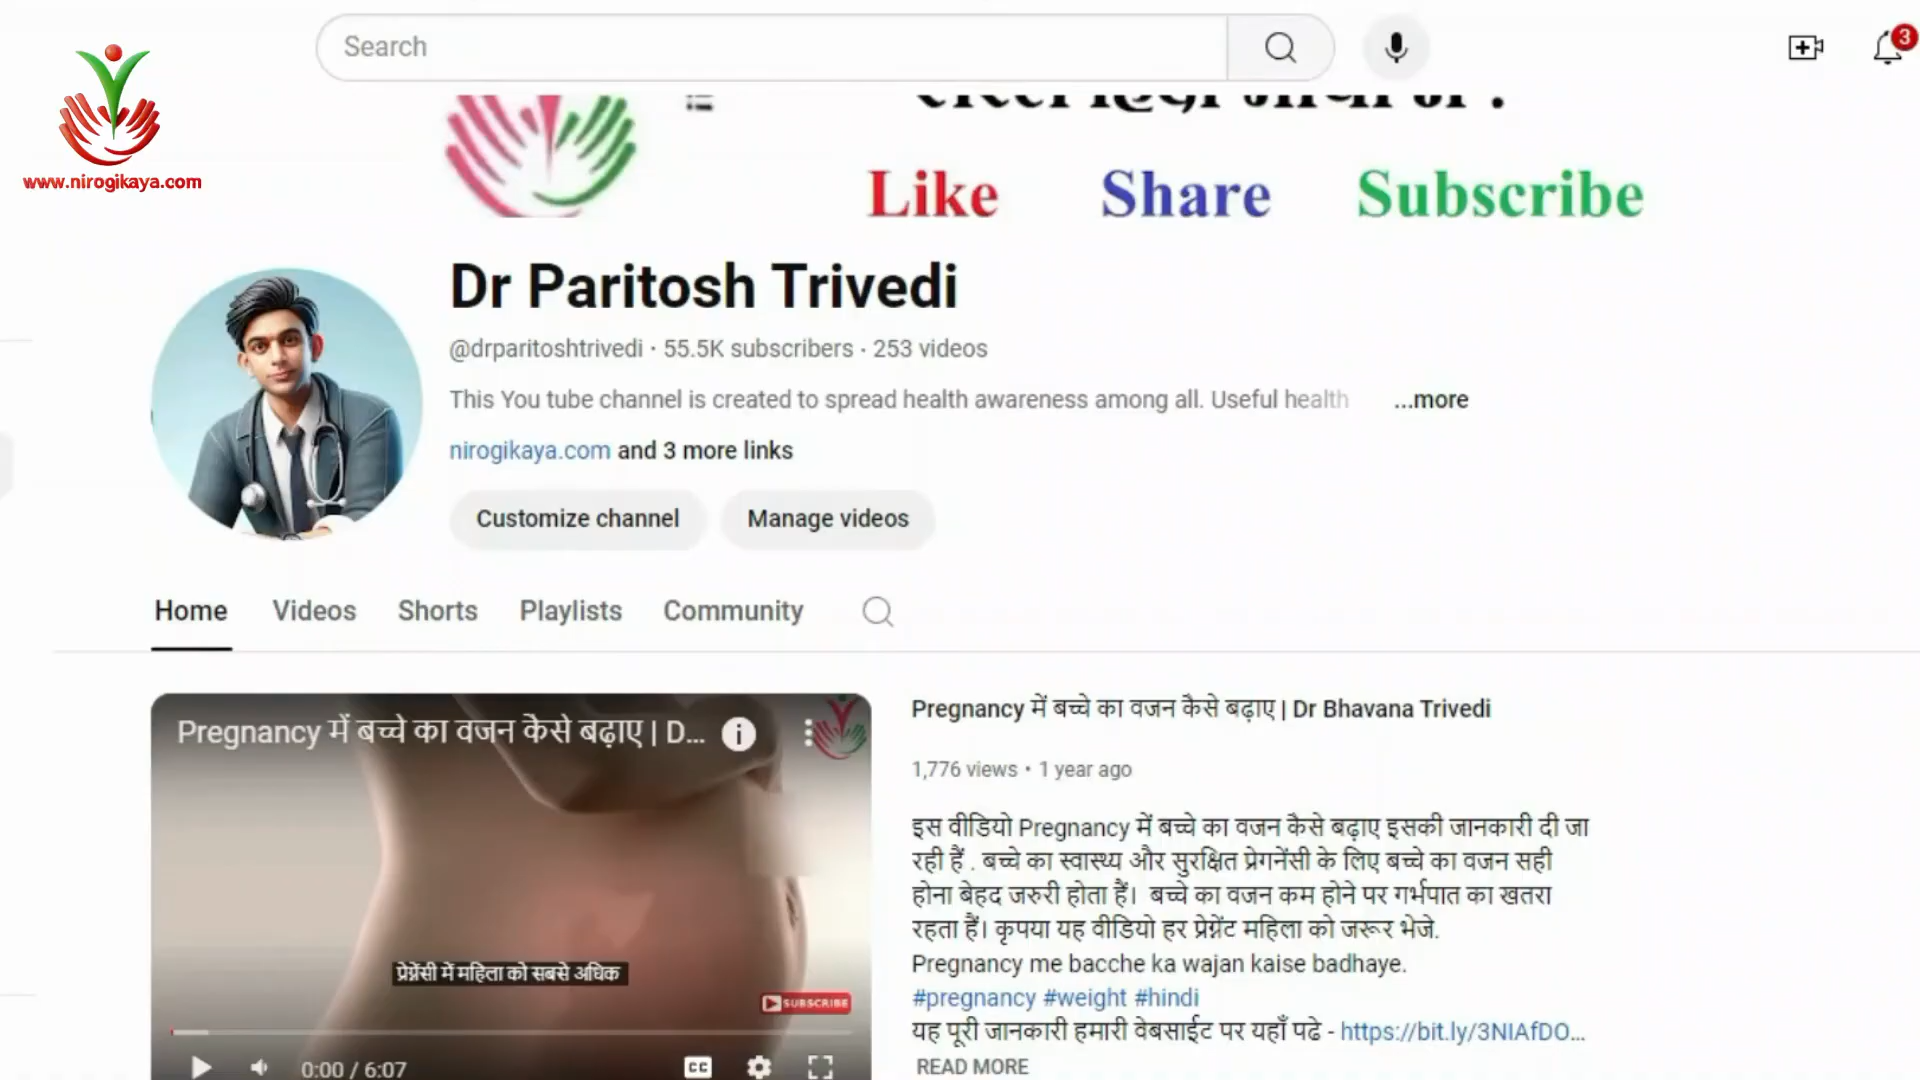 Search
3
www.nirogikaya.com
Like Share Subscribe
Dr Paritosh Trivedi
@drparitoshtrivedi · 55.5K subscribers · 253 videos
This You tube channel is created to spread health awareness among all. Useful health ...more
nirogikaya.com and 3 more links
Customize channel Manage videos
Home Videos Shorts Playlists Community
Pregnancy में बच्चे का वजन कैसे बढ़ाए | D...
प्रेग्नेंसी में महिला को सबसे अधिक
SUBSCRIBE
0:00 / 6:07 CC
Pregnancy में बच्चे का वजन कैसे बढ़ाए | Dr Bhavana Trivedi
1,776 views • 1 year ago
इस वीडियो Pregnancy में बच्चे का वजन कैसे बढ़ाए इसकी जानकारी दी जा
रही हैं . बच्चे का स्वास्थ्य और सुरक्षित प्रेगनेंसी के लिए बच्चे का वजन सही
होना बेहद जरुरी होता हैं। बच्चे का वजन कम होने पर गर्भपात का खतरा
रहता हैं। कृपया यह वीडियो हर प्रेग्नेंट महिला को जरूर भेजे.
Pregnancy me bacche ka wajan kaise badhaye.
#pregnancy #weight #hindi
यह पूरी जानकारी हमारी वेबसाईट पर यहाँ पढे - https://bit.ly/3NIAfDO...
READ MORE